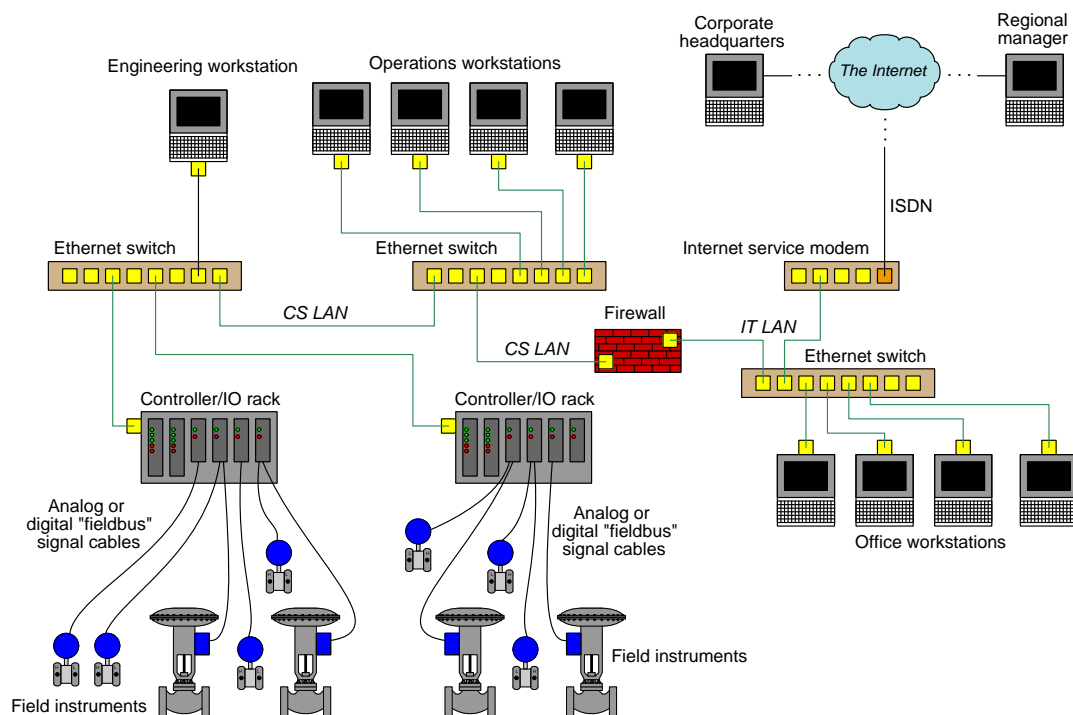 Corporate
headquarters
Regional
manager
The Internet
Engineering workstation
Operations workstations
ISDN
Ethernet switch
Ethernet switch
Internet service modem
CS LAN
Firewall
IT LAN
CS LAN
Ethernet switch
Controller/IO rack
Controller/IO rack
Analog or
digital "fieldbus"
signal cables
Analog or
digital "fieldbus"
signal cables
Office workstations
Field instruments
Field instruments